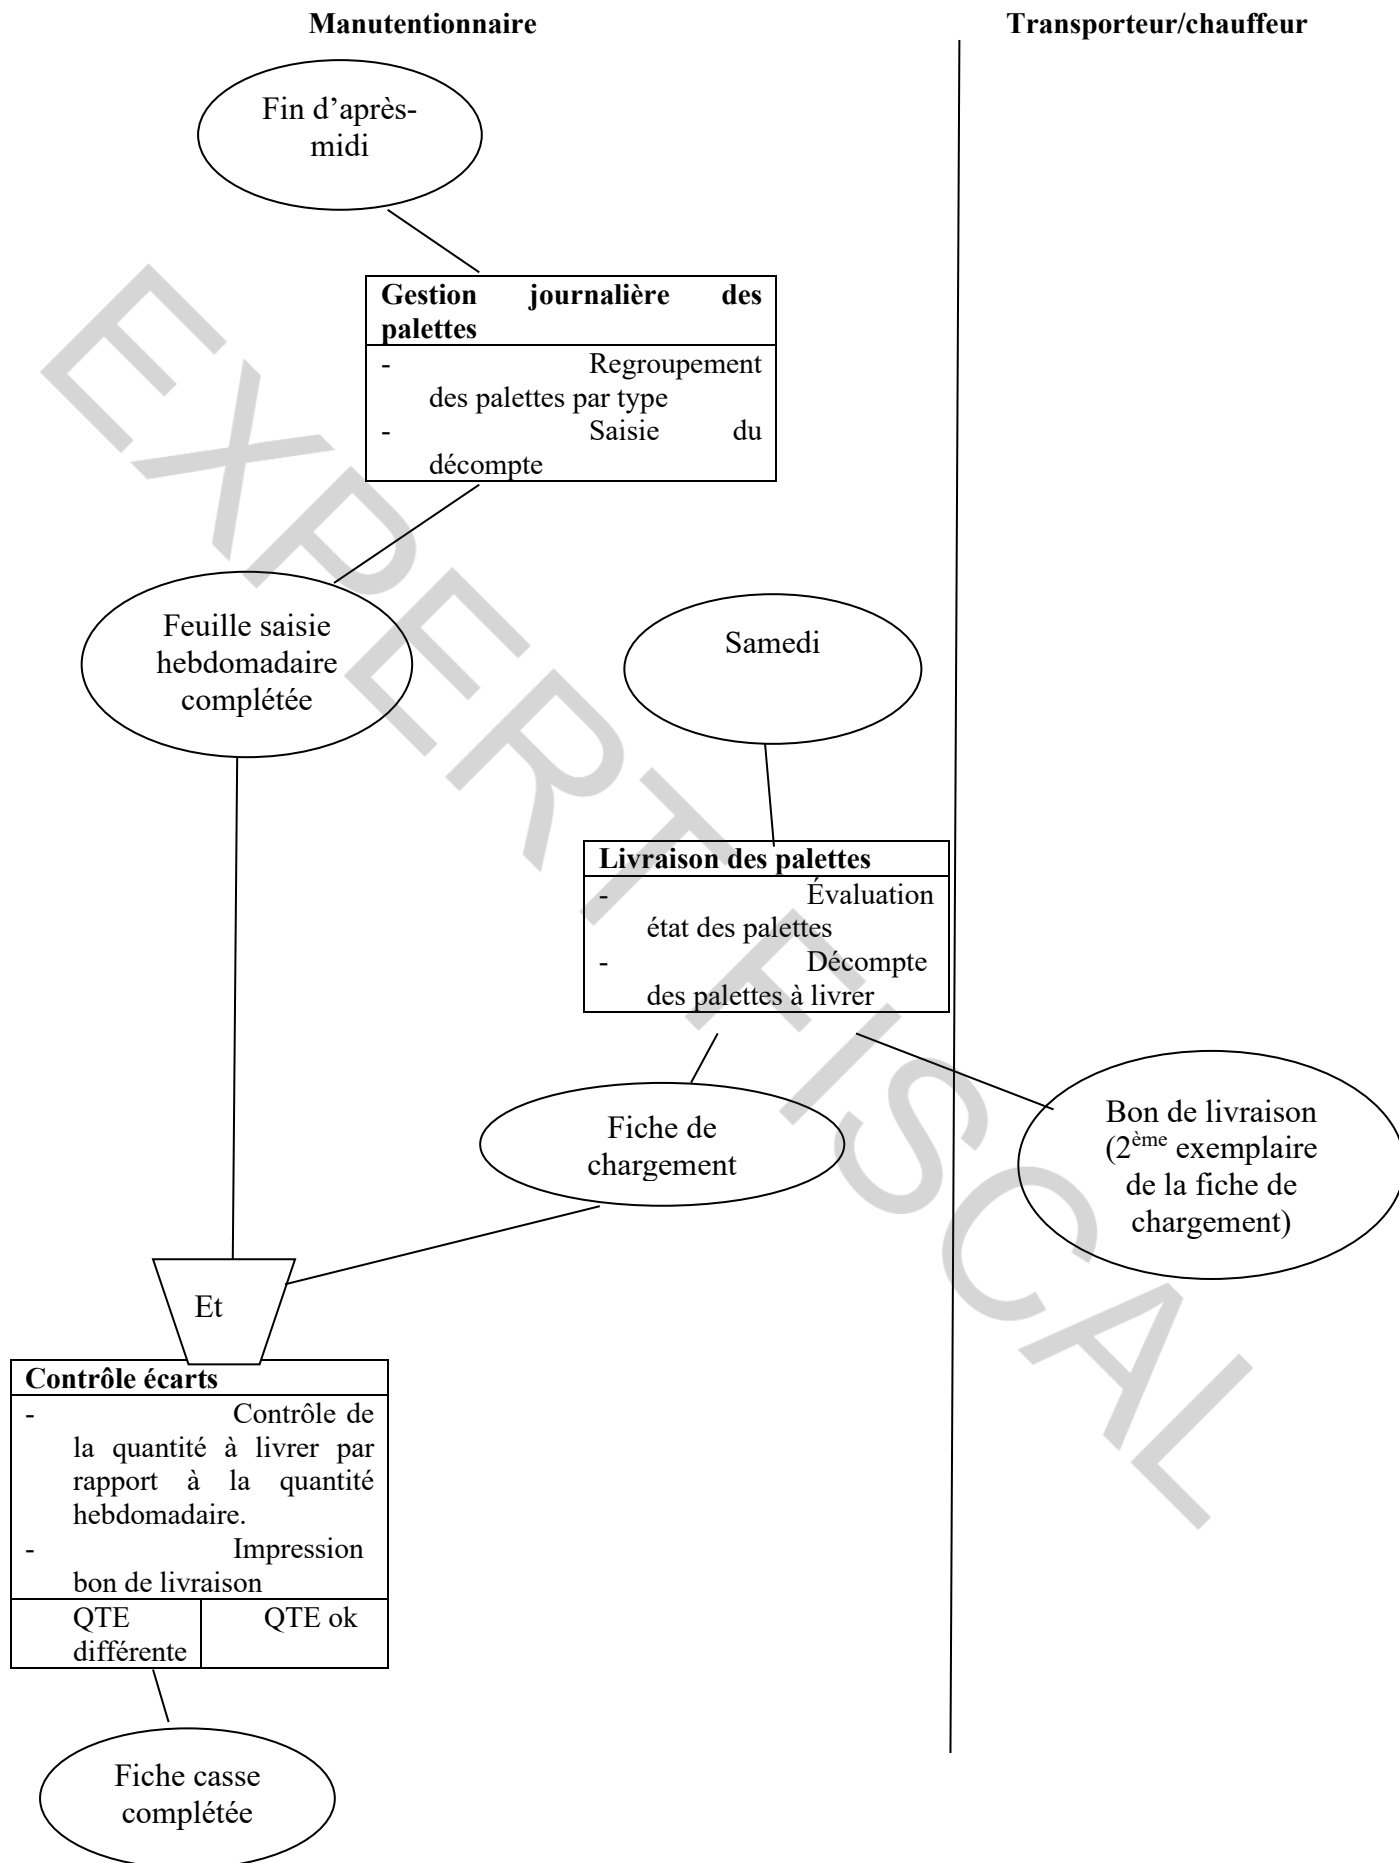 Manutentionnaire
Transporteur/chauffeur
Fin d’après-
midi
Gestion journalière des
palettes
- Regroupement
des palettes par type
- Saisie du
décompte
Feuille saisie
hebdomadaire
complétée
Samedi
Livraison des palettes
- Évaluation
état des palettes
- Décompte
des palettes à livrer
Fiche de
chargement
Bon de livraison
(2ème exemplaire
de la fiche de
chargement)
Et
Contrôle écarts
- Contrôle de
la quantité à livrer par
rapport à la quantité
hebdomadaire.
- Impression
bon de livraison
QTE
différente
QTE ok
Fiche casse
complétée
EXPERT FISCAL